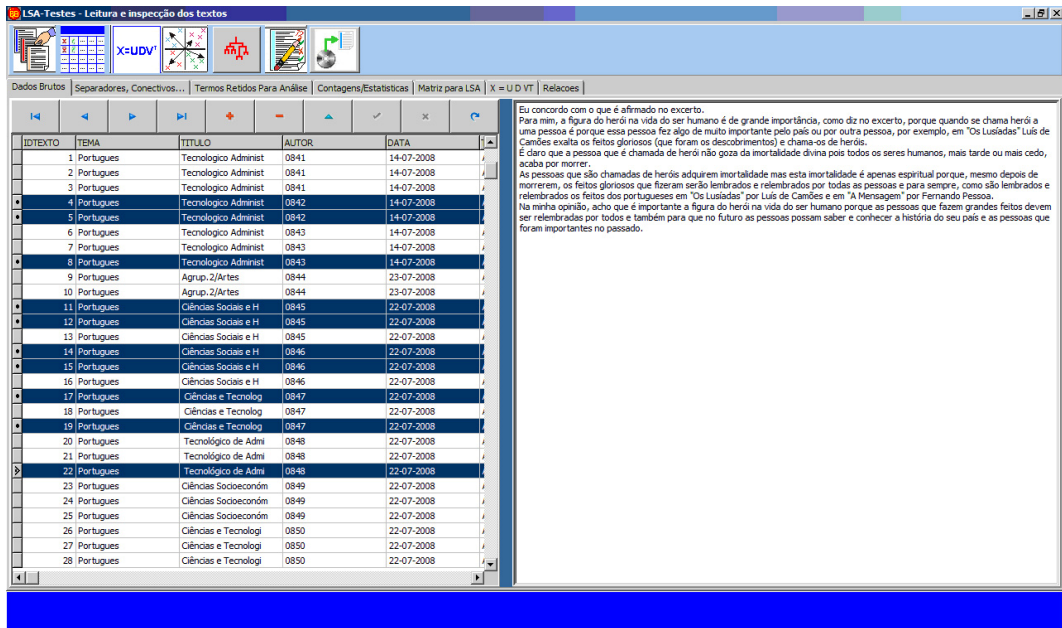 LSA-Testes - Leitura e inspecção dos textos
X=UDVᵀ
Dados Brutos Separadores, Conectivos... Termos Retidos Para Análise Contagens/Estatisticas Matriz para LSA X = U D VT Relacoes
IDTEXTO TEMA TITULO AUTOR DATA
1 Portugues Tecnologico Administ 0841 14-07-2008
2 Portugues Tecnologico Administ 0841 14-07-2008
3 Portugues Tecnologico Administ 0841 14-07-2008
4 Portugues Tecnologico Administ 0842 14-07-2008
5 Portugues Tecnologico Administ 0842 14-07-2008
6 Portugues Tecnologico Administ 0843 14-07-2008
7 Portugues Tecnologico Administ 0843 14-07-2008
8 Portugues Tecnologico Administ 0843 14-07-2008
9 Portugues Agrup.2/Artes 0844 23-07-2008
10 Portugues Agrup.2/Artes 0844 23-07-2008
11 Portugues Ciências Sociais e H 0845 22-07-2008
12 Portugues Ciências Sociais e H 0845 22-07-2008
13 Portugues Ciências Sociais e H 0845 22-07-2008
14 Portugues Ciências Sociais e H 0846 22-07-2008
15 Portugues Ciências Sociais e H 0846 22-07-2008
16 Portugues Ciências Sociais e H 0846 22-07-2008
17 Portugues Ciências e Tecnolog 0847 22-07-2008
18 Portugues Ciências e Tecnolog 0847 22-07-2008
19 Portugues Ciências e Tecnolog 0847 22-07-2008
20 Portugues Tecnológico de Admi 0848 22-07-2008
21 Portugues Tecnológico de Admi 0848 22-07-2008
22 Portugues Tecnológico de Admi 0848 22-07-2008
23 Portugues Ciências Socioeconóm 0849 22-07-2008
24 Portugues Ciências Socioeconóm 0849 22-07-2008
25 Portugues Ciências Socioeconóm 0849 22-07-2008
26 Portugues Ciências e Tecnologi 0850 22-07-2008
27 Portugues Ciências e Tecnologi 0850 22-07-2008
28 Portugues Ciências e Tecnologi 0850 22-07-2008
Eu concordo com o que é afirmado no excerto.
Para mim, a figura do herói na vida do ser humano é de grande importância, como diz no excerto, porque quando se chama herói a
uma pessoa é porque essa pessoa fez algo de muito importante pelo país ou por outra pessoa, por exemplo, em "Os Lusíadas" Luís de
Camões exalta os feitos gloriosos (que foram os descobrimentos) e chama-os de heróis.
É claro que a pessoa que é chamada de herói não goza da imortalidade divina pois todos os seres humanos, mais tarde ou mais cedo,
acaba por morrer.
As pessoas que são chamadas de heróis adquirem imortalidade mas esta imortalidade é apenas espiritual porque, mesmo depois de
morrerem, os feitos gloriosos que fizeram serão lembrados e relembrados por todas as pessoas e para sempre, como são lembrados e
relembrados os feitos dos portugueses em "Os Lusíadas" por Luís de Camões e em "A Mensagem" por Fernando Pessoa.
Na minha opinião, acho que é importante a figura do herói na vida do ser humano porque as pessoas que fazem grandes feitos devem
ser relembradas por todos e também para que no futuro as pessoas possam saber e conhecer a história do seu país e as pessoas que
foram importantes no passado.